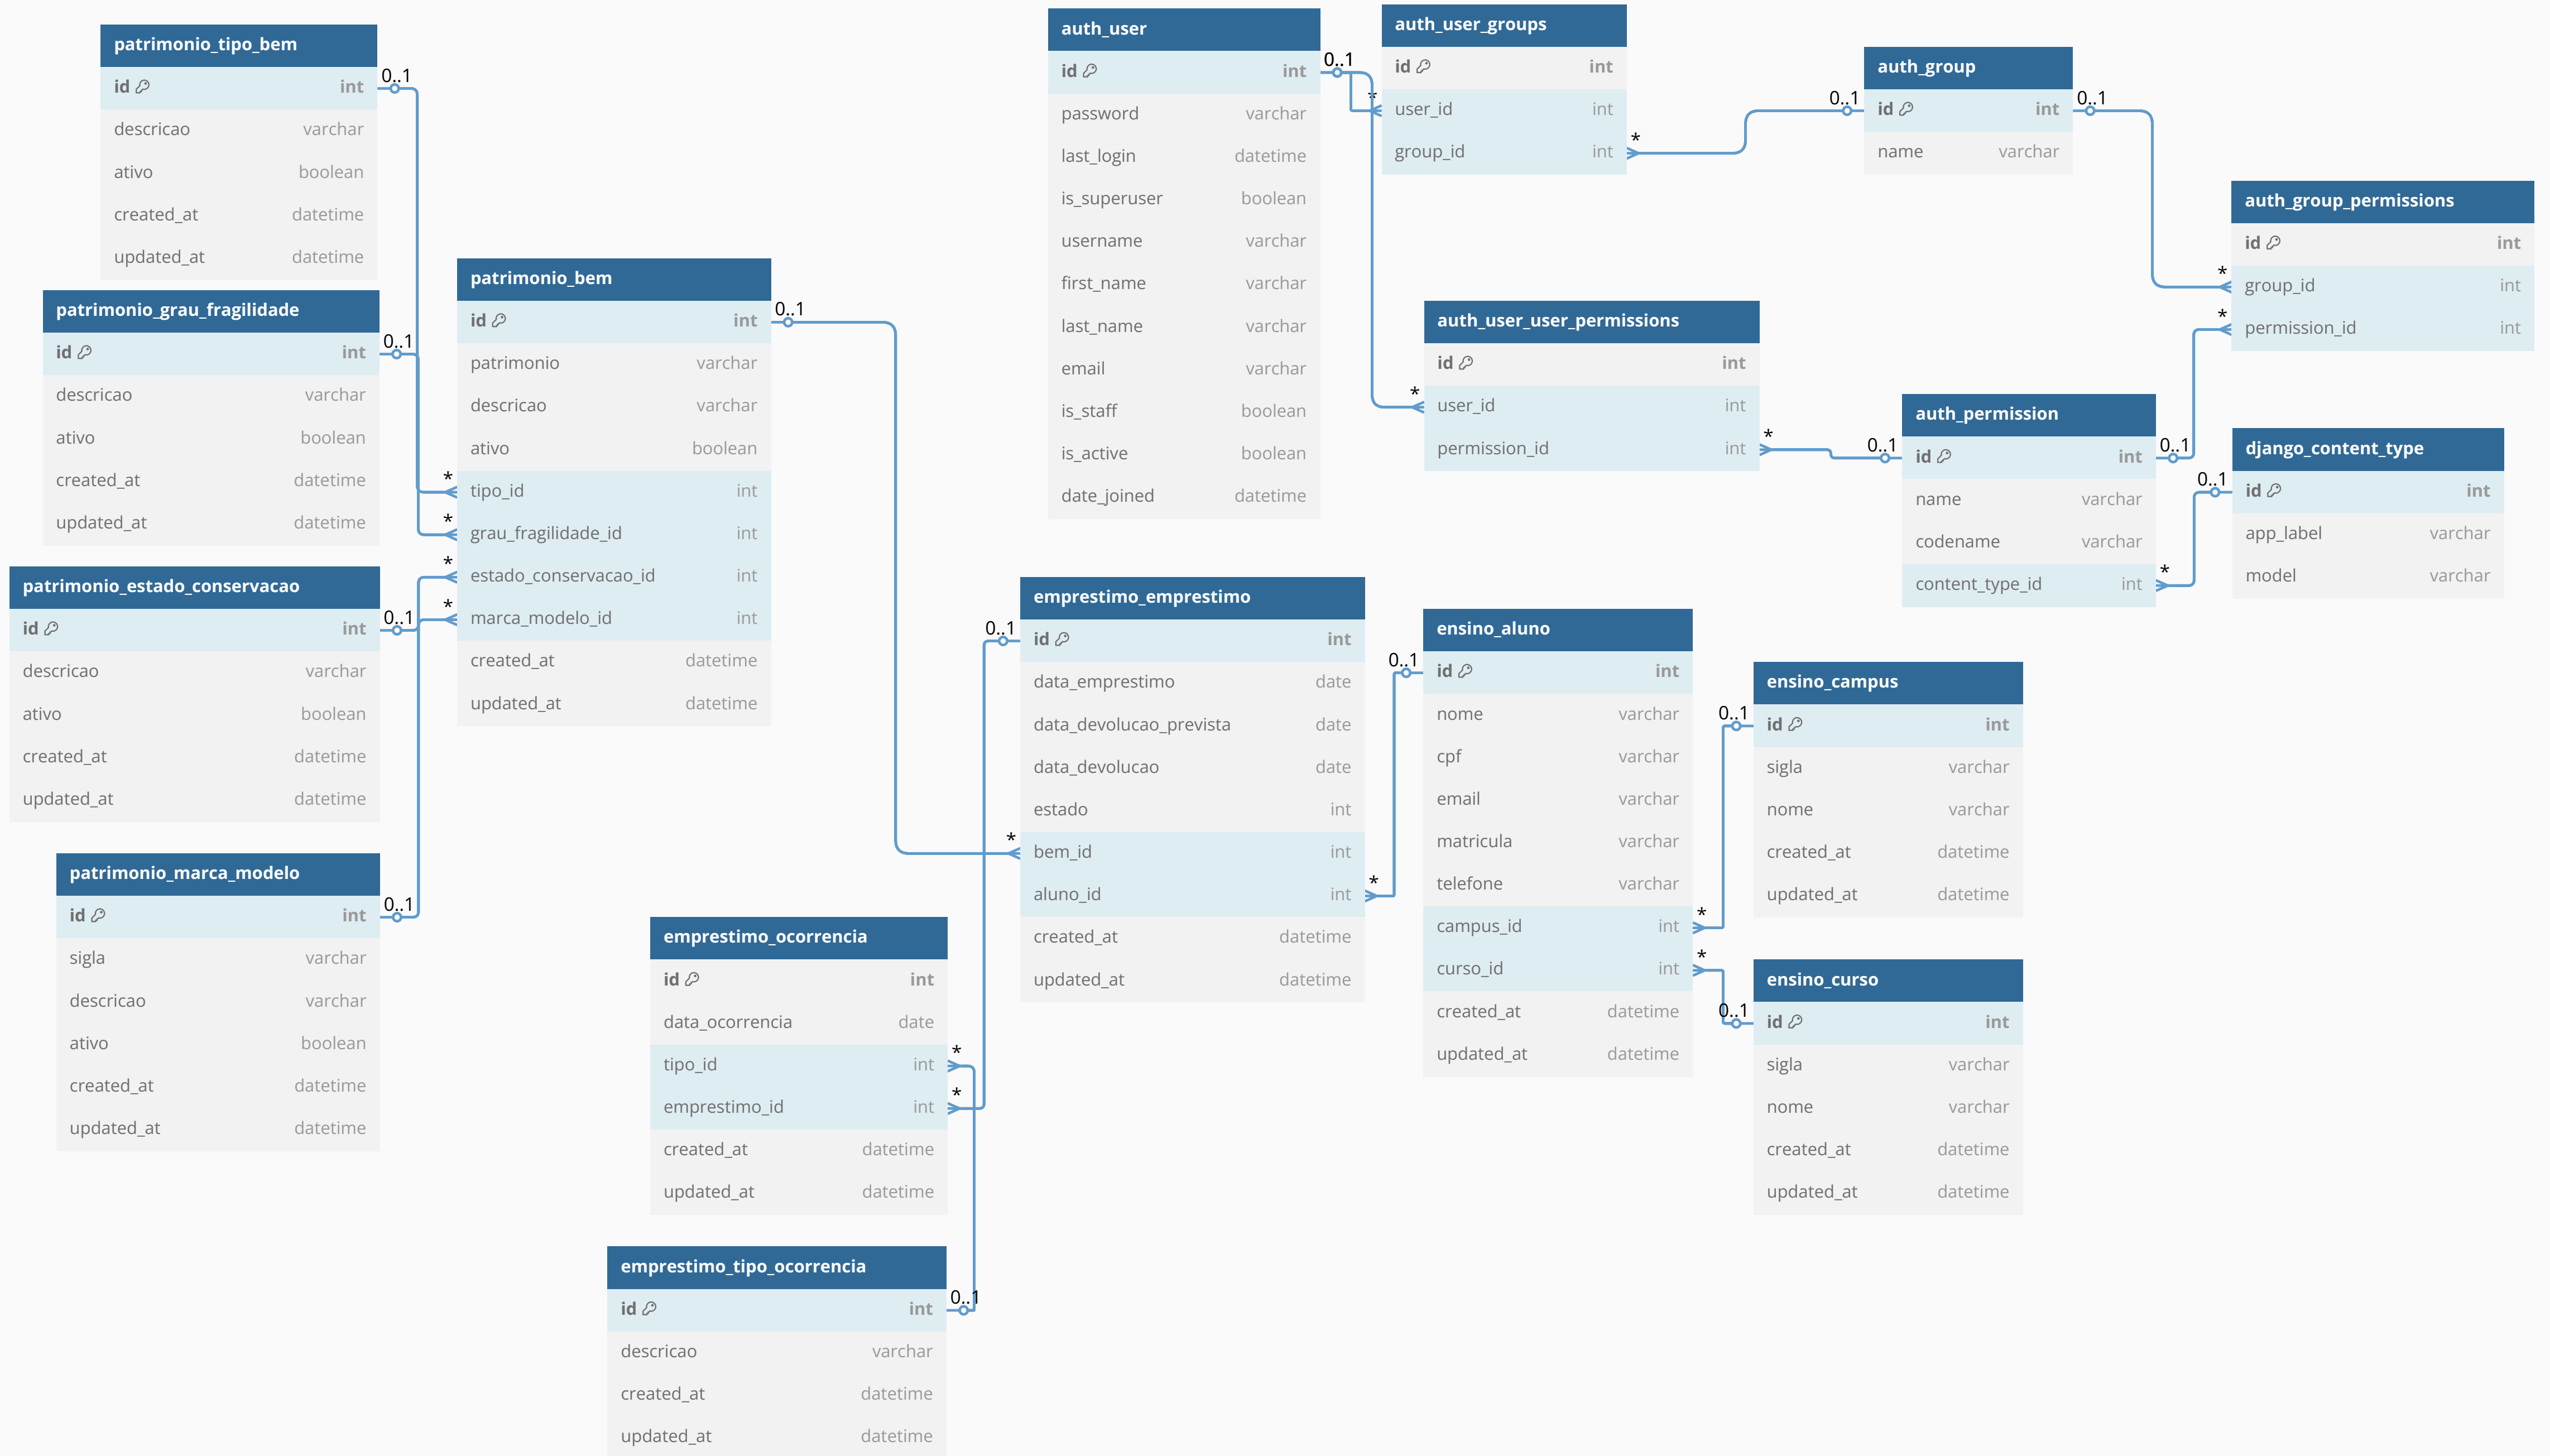 patrimonio_tipo_bem
0..1
id int
descricao varchar
ativo boolean
created_at datetime
updated_at datetime
patrimonio_grau_fragilidade
0..1
id int
descricao varchar
ativo boolean
created_at datetime
updated_at datetime
patrimonio_estado_conservacao
0..1
id int
descricao varchar
ativo boolean
created_at datetime
updated_at datetime
patrimonio_marca_modelo
0..1
id int
sigla varchar
descricao varchar
ativo boolean
created_at datetime
updated_at datetime
patrimonio_bem
0..1
id int
patrimonio varchar
descricao varchar
ativo boolean
*
tipo_id int
*
grau_fragilidade_id int
*
estado_conservacao_id int
*
marca_modelo_id int
created_at datetime
updated_at datetime
emprestimo_ocorrencia
id int
data_ocorrencia date
*
tipo_id int
*
emprestimo_id int
created_at datetime
updated_at datetime
emprestimo_tipo_ocorrencia
0..1
id int
descricao varchar
created_at datetime
updated_at datetime
auth_user
0..1
id int
password varchar
last_login datetime
is_superuser boolean
username varchar
first_name varchar
last_name varchar
email varchar
is_staff boolean
is_active boolean
date_joined datetime
auth_user_groups
id int
*
user_id int
*
group_id int
auth_group
0..1 0..1
id int
name varchar
auth_group_permissions
id int
*
group_id int
*
permission_id int
auth_user_user_permissions
id int
*
user_id int
*
permission_id int
auth_permission
0..1 0..1
id int
name varchar
codename varchar
*
content_type_id int
django_content_type
0..1
id int
app_label varchar
model varchar
emprestimo_emprestimo
0..1
id int
data_emprestimo date
data_devolucao_prevista date
data_devolucao date
estado int
*
bem_id int
*
aluno_id int
created_at datetime
updated_at datetime
ensino_aluno
0..1
id int
nome varchar
cpf varchar
email varchar
matricula varchar
telefone varchar
*
campus_id int
*
curso_id int
created_at datetime
updated_at datetime
ensino_campus
0..1
id int
sigla varchar
nome varchar
created_at datetime
updated_at datetime
ensino_curso
0..1
id int
sigla varchar
nome varchar
created_at datetime
updated_at datetime